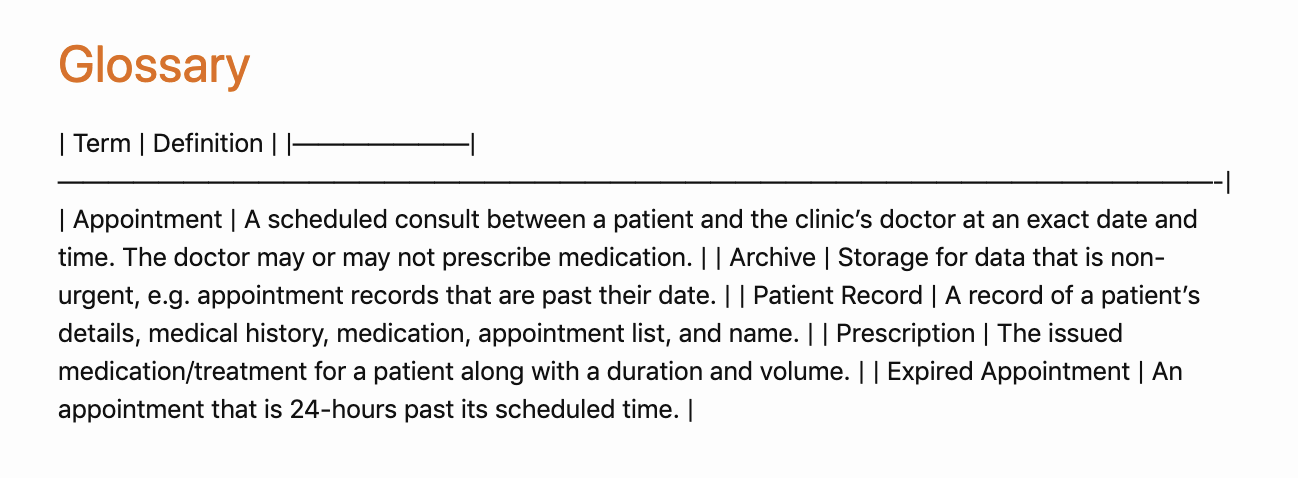 Glossary
| Term | Definition | |———————|
———————————————————————————————————————————————-|
| Appointment | A scheduled consult between a patient and the clinic’s doctor at an exact date and
time. The doctor may or may not prescribe medication. | | Archive | Storage for data that is non-
urgent, e.g. appointment records that are past their date. | | Patient Record | A record of a patient’s
details, medical history, medication, appointment list, and name. | | Prescription | The issued
medication/treatment for a patient along with a duration and volume. | | Expired Appointment | An
appointment that is 24-hours past its scheduled time. |